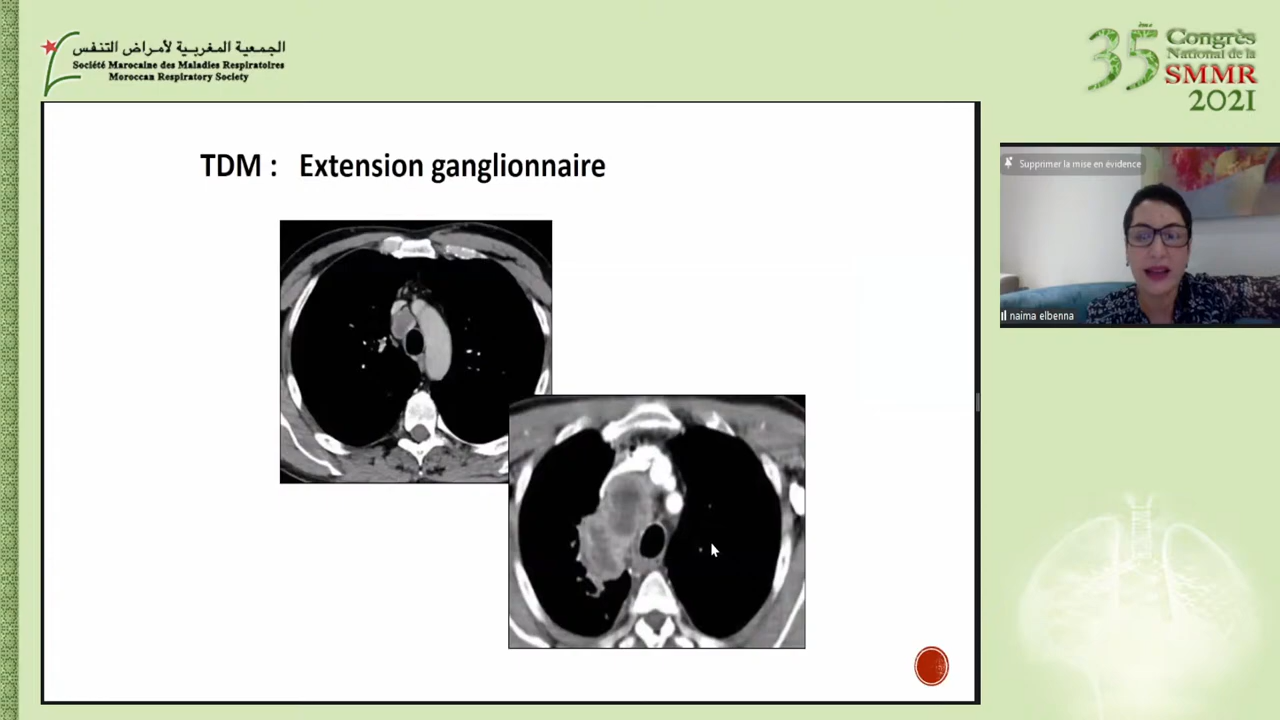 الجمعية المغربية لأمراض التنفس
Société Marocaine des Maladies Respiratoires
Moroccan Respiratory Society
35ème Congrès
National de la
SMMR
2021
TDM : Extension ganglionnaire
Supprimer la mise en évidence
naima elbenna